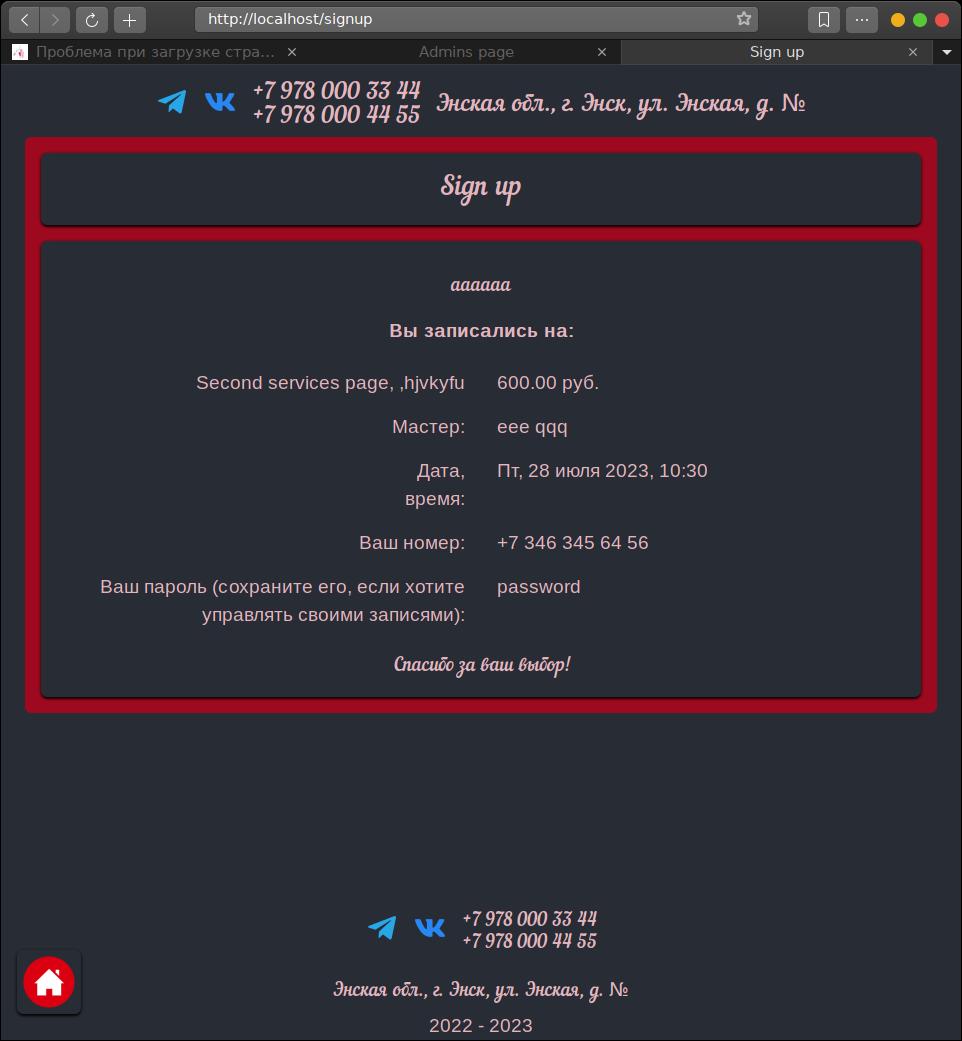 http://localhost/signup
Проблема при загрузке стра...
Admins page
Sign up
+7 978 000 33 44
+7 978 000 44 55
Энская обл., г. Энск, ул. Энская, д. №
Sign up
аааааа
Вы записались на:
Second services page, ,hjvkyfu 600.00 руб.
Мастер: eee qqq
Дата, Пт, 28 июля 2023, 10:30
время:
Ваш номер: +7 346 345 64 56
Ваш пароль (сохраните его, если хотите password
управлять своими записями):
Спасибо за ваш выбор!
+7 978 000 33 44
+7 978 000 44 55
Энская обл., г. Энск, ул. Энская, д. №
2022 - 2023